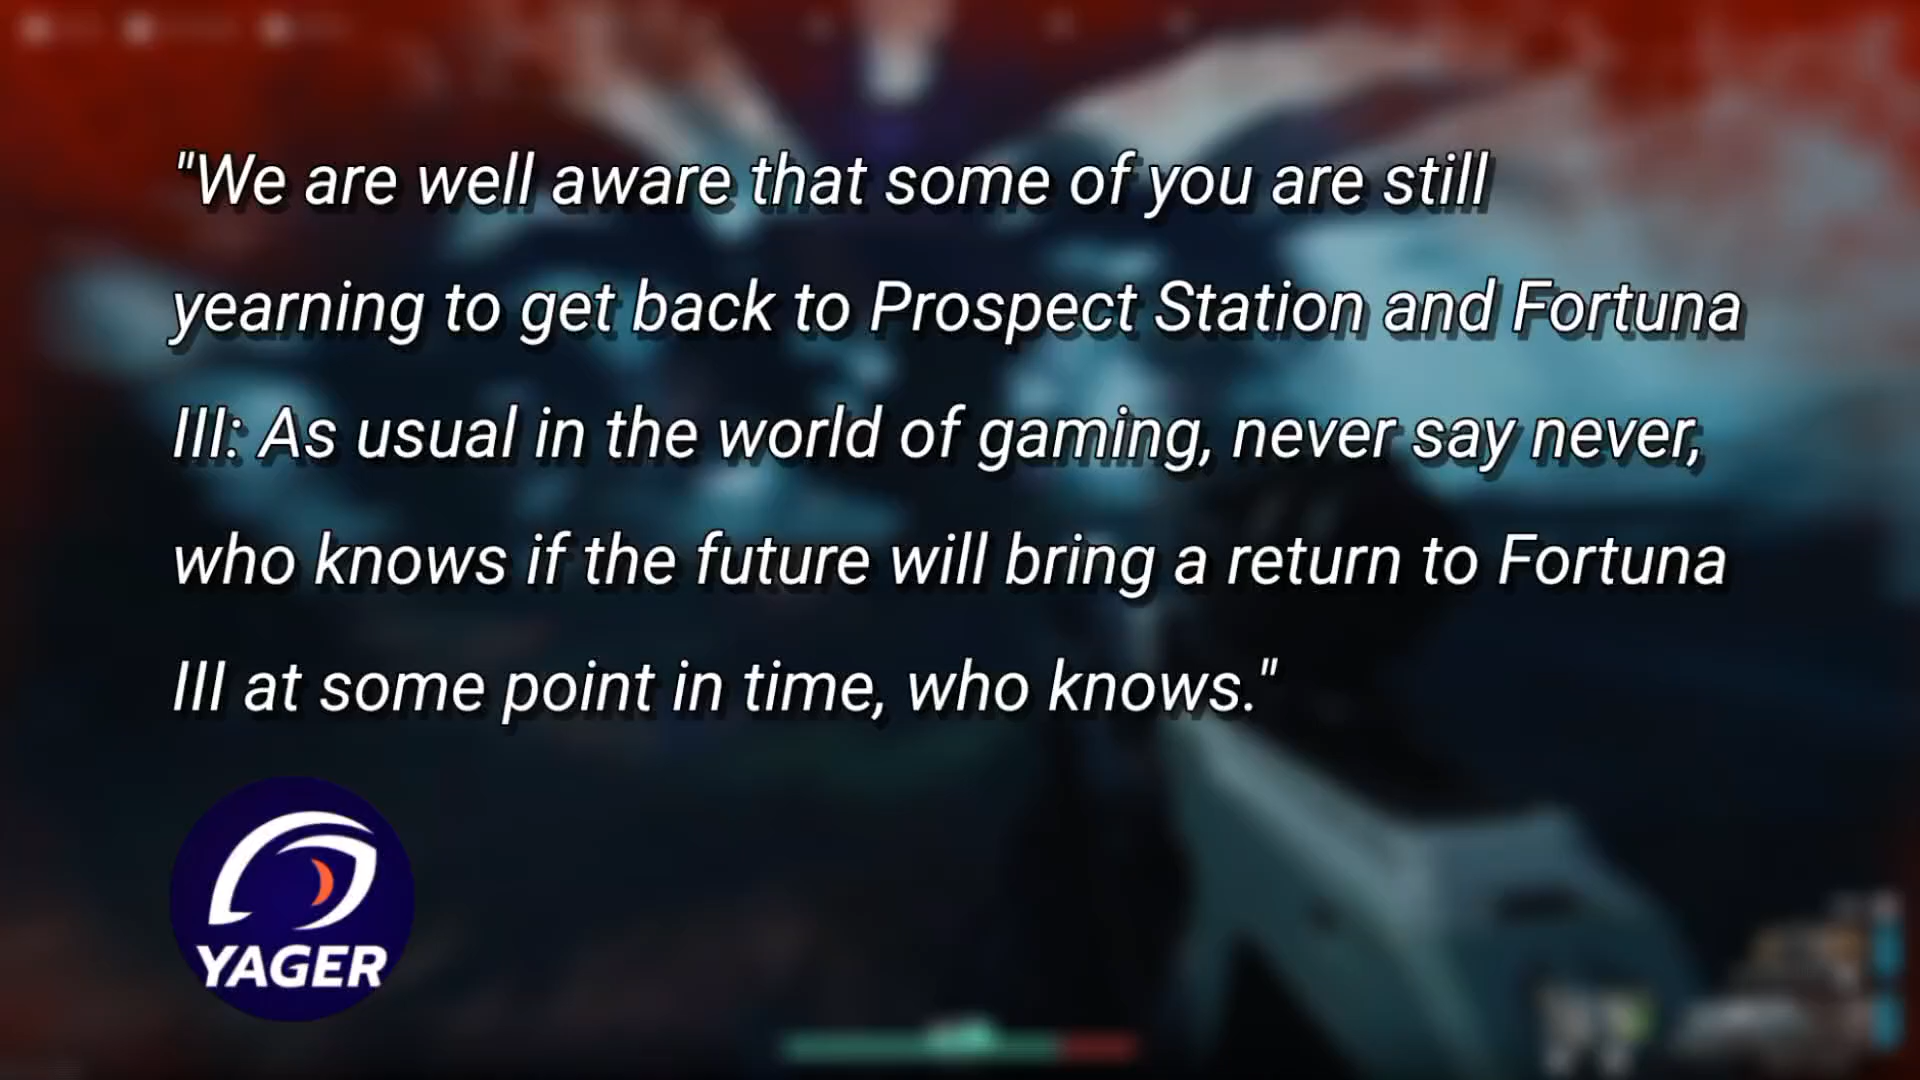 "We are well aware that some of you are still
yearning to get back to Prospect Station and Fortuna
III: As usual in the world of gaming, never say never,
who knows if the future will bring a return to Fortuna
III at some point in time, who knows."
YAGER